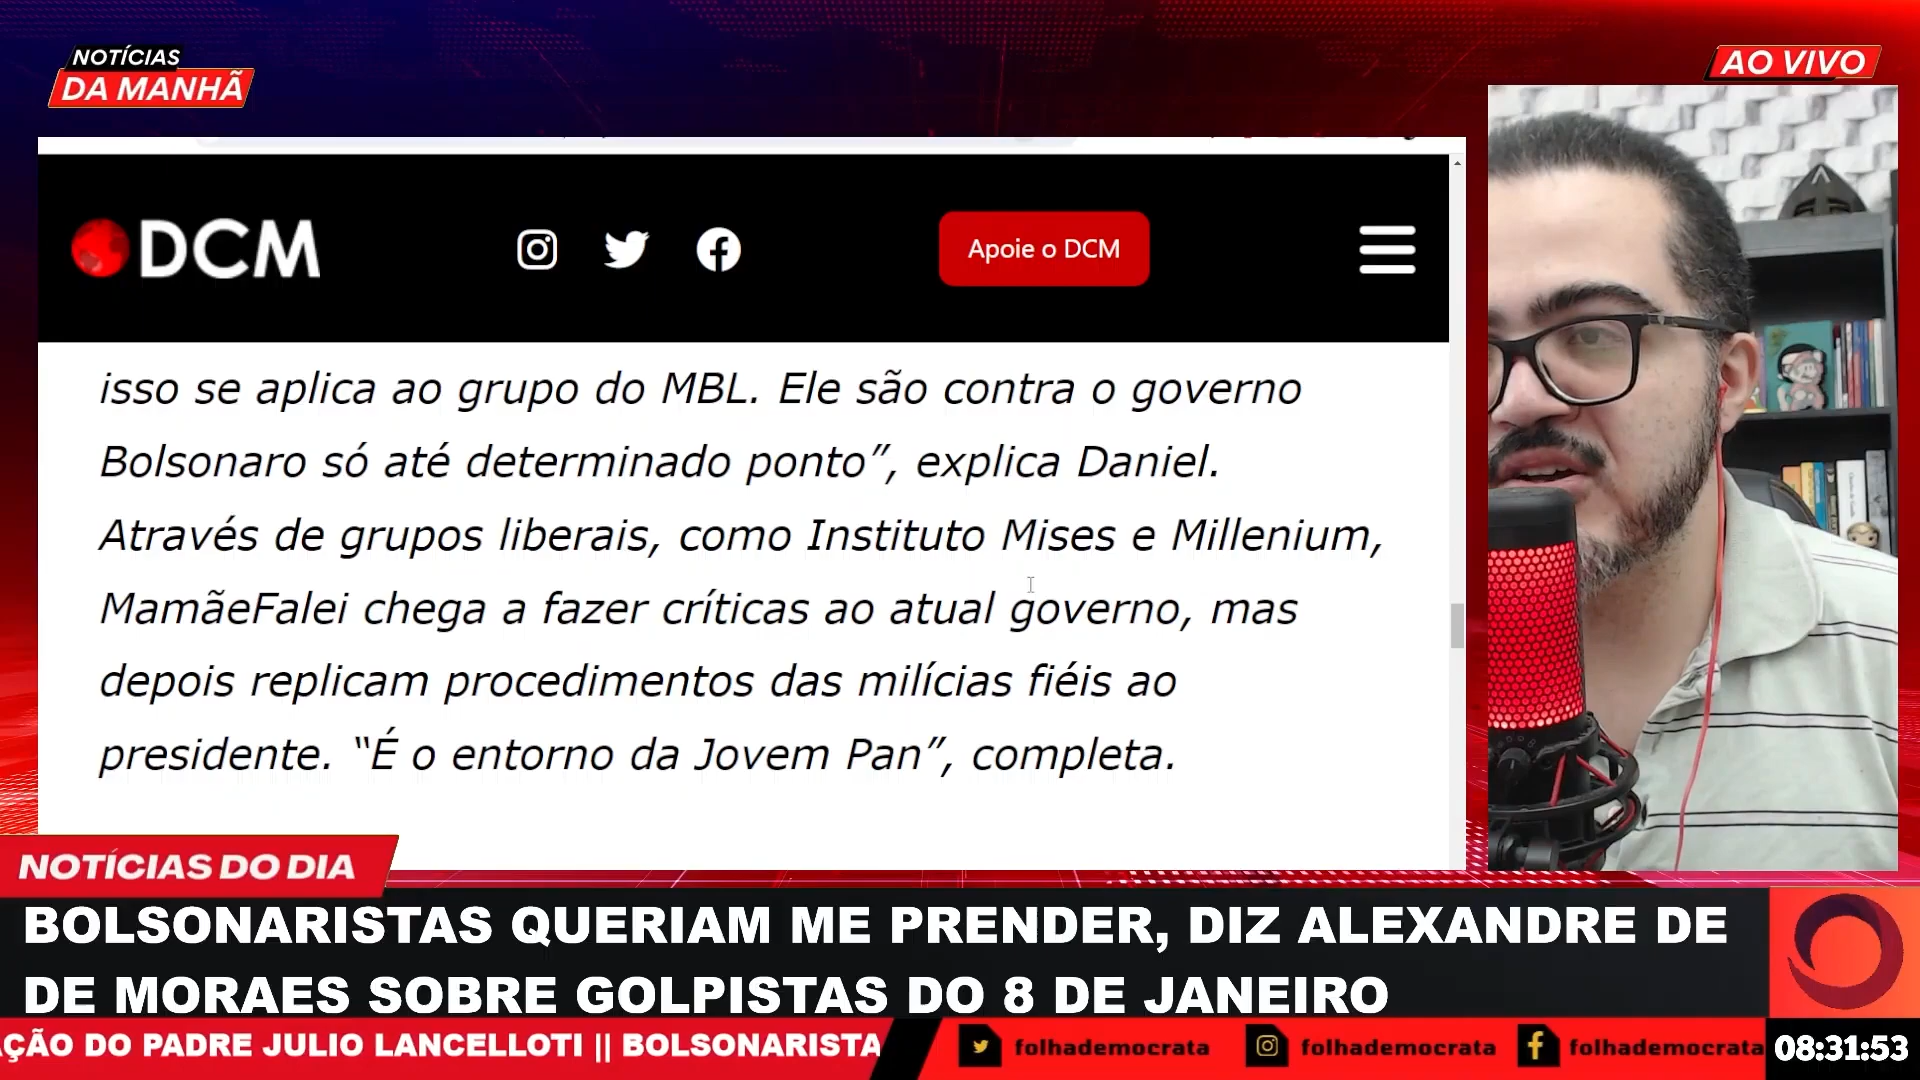 NOTÍCIAS
DA MANHÃ
AO VIVO
DCM
Apoie o DCM
isso se aplica ao grupo do MBL. Ele são contra o governo
Bolsonaro só até determinado ponto”, explica Daniel.
Através de grupos liberais, como Instituto Mises e Millenium,
MamãeFalei chega a fazer críticas ao atual governo, mas
depois replicam procedimentos das milícias fiéis ao
presidente. “É o entorno da Jovem Pan”, completa.
NOTÍCIAS DO DIA
BOLSONARISTAS QUERIAM ME PRENDER, DIZ ALEXANDRE DE
DE MORAES SOBRE GOLPISTAS DO 8 DE JANEIRO
AÇÃO DO PADRE JULIO LANCELLOTI || BOLSONARISTA
folhademocrata
folhademocrata
folhademocrata
08:31:53